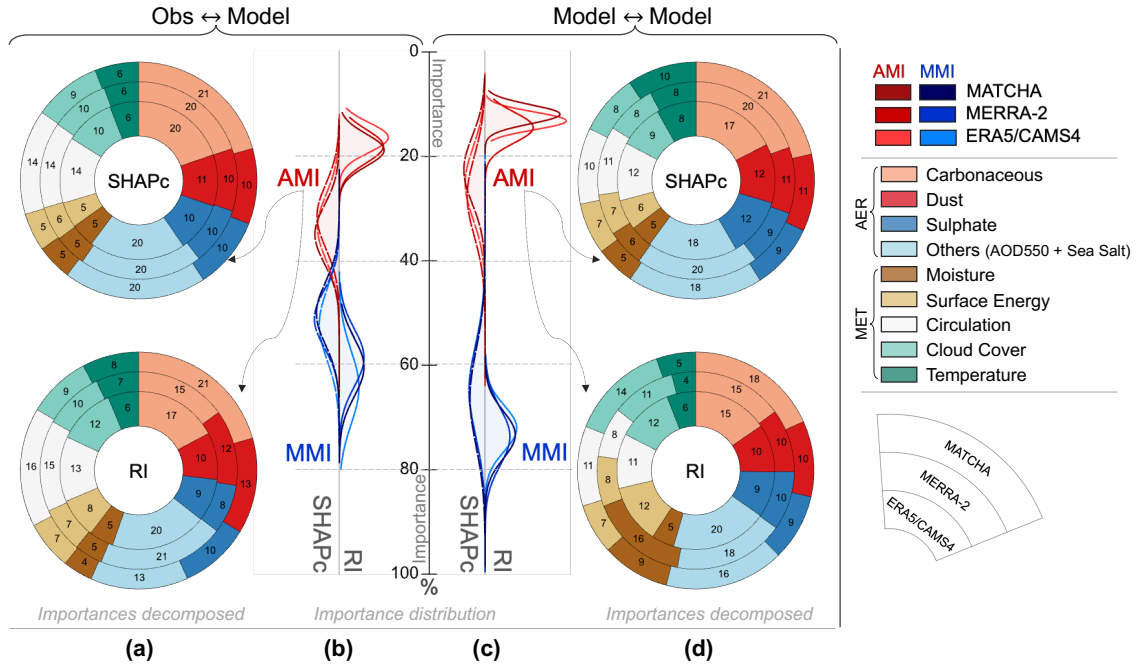 Obs ↔ Model
Model ↔ Model
SHAPc
21
20
20
10
10
11
10
10
10
20
20
20
5
5
5
5
6
5
14
14
14
9
10
10
6
6
6
RI
21
15
17
13
12
10
10
8
9
13
21
20
4
5
5
7
7
8
16
15
13
9
10
12
8
7
6
Importances decomposed
(a)
AMI
MMI
SHAPc
RI
Importance distribution
(b)
0
20
40
60
80
100
%
Importance
Importance
AMI
MMI
SHAPc
RI
(c)
SHAPc
21
20
17
11
11
12
9
9
12
18
20
18
5
6
5
7
7
6
10
11
12
8
8
9
10
8
8
RI
18
15
15
10
10
10
9
10
9
16
18
20
9
16
5
7
8
12
11
8
11
14
11
12
5
4
6
Importances decomposed
(d)
AMI MMI
MATCHA
MERRA-2
ERA5/CAMS4
AER
Carbonaceous
Dust
Sulphate
Others (AOD550 + Sea Salt)
MET
Moisture
Surface Energy
Circulation
Cloud Cover
Temperature
MATCHA
MERRA-2
ERA5/CAMS4